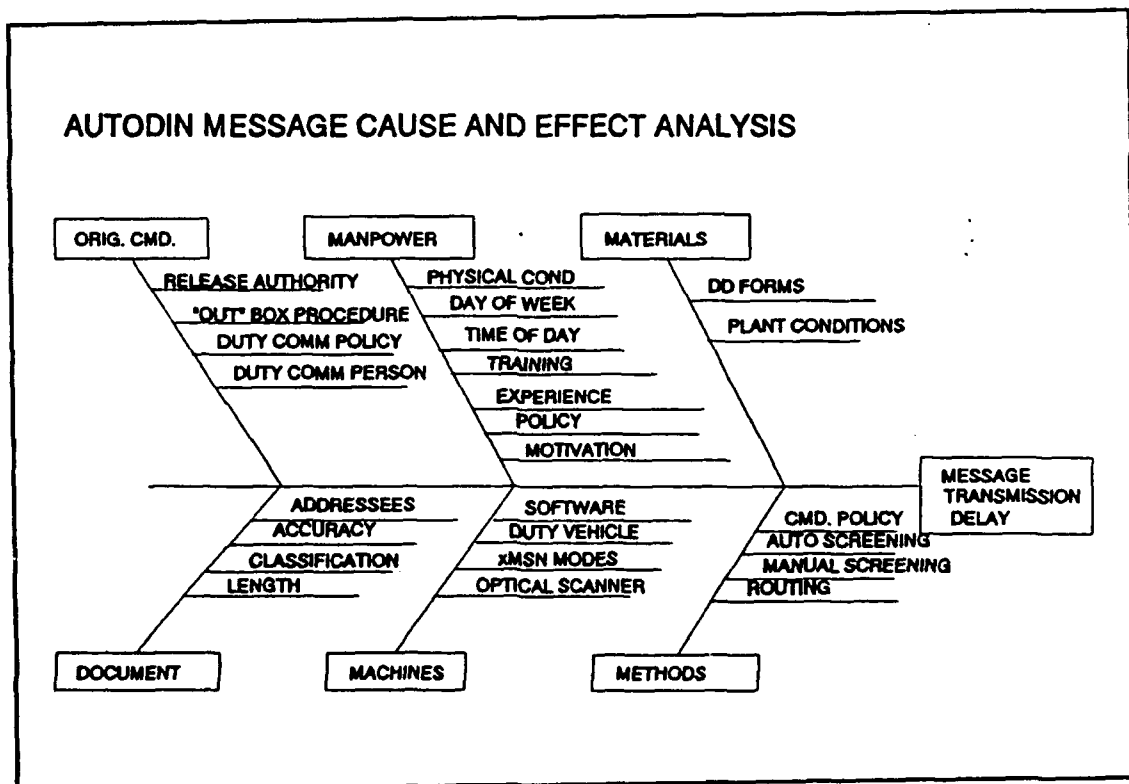 AUTODIN MESSAGE CAUSE AND EFFECT ANALYSIS
ORIG. CMD.
RELEASE AUTHORITY
"OUT" BOX PROCEDURE
DUTY COMM POLICY
DUTY COMM PERSON
MANPOWER
PHYSICAL COND
DAY OF WEEK
TIME OF DAY
TRAINING
EXPERIENCE
POLICY
MOTIVATION
MATERIALS
DD FORMS
PLANT CONDITIONS
MESSAGE
TRANSMISSION
DELAY
ADDRESSEES
ACCURACY
CLASSIFICATION
LENGTH
DOCUMENT
SOFTWARE
DUTY VEHICLE
xMSN MODES
OPTICAL SCANNER
MACHINES
CMD. POLICY
AUTO SCREENING
MANUAL SCREENING
ROUTING
METHODS